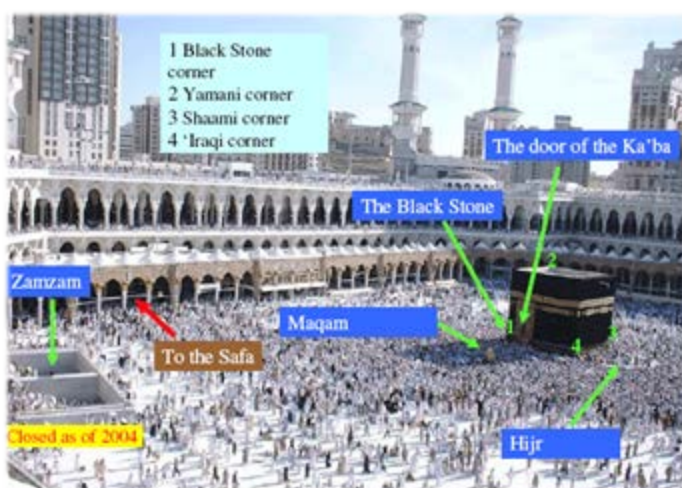 1 Black Stone
corner
2 Yamani corner
3 Shaami corner
4 ‘Iraqi corner
The door of the Ka’ba
The Black Stone
2
Zamzam
Maqam
1
3
4
To the Safa
Closed as of 2004
Hijr